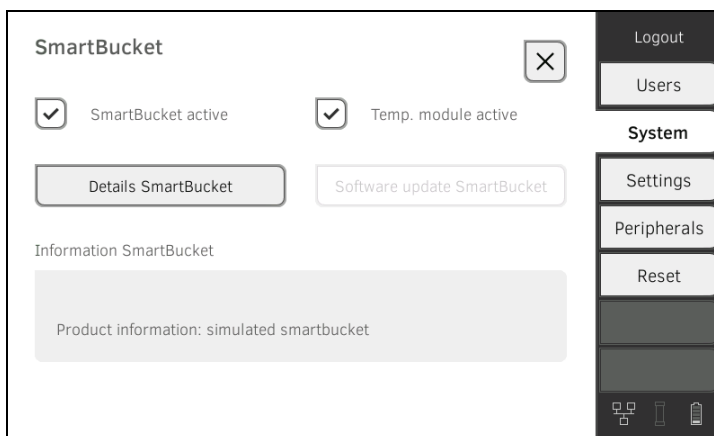 SmartBucket
SmartBucket active
Temp. module active
Details SmartBucket
Software update SmartBucket
Information SmartBucket
Product information: simulated smartbucket
Logout
Users
System
Settings
Peripherals
Reset